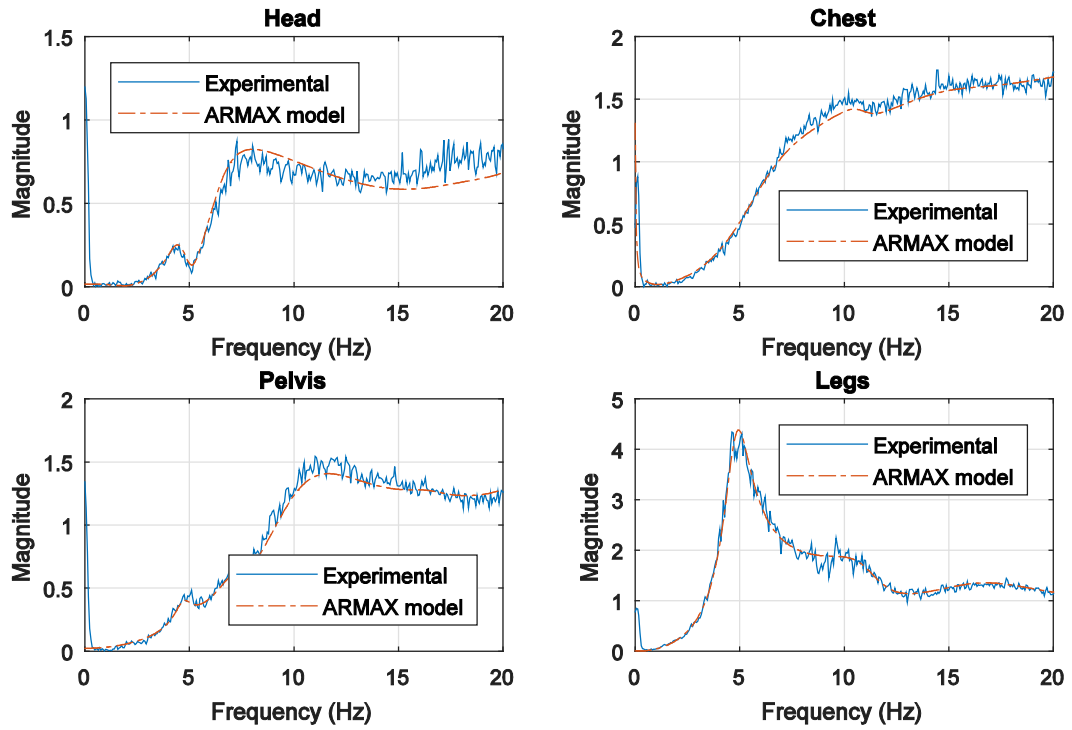 Head
1.5
1
0.5
0
Magnitude
Experimental
ARMAX model
0 5 10 15 20
Frequency (Hz)
Chest
2
1.5
1
0.5
0
Magnitude
Experimental
ARMAX model
0 5 10 15 20
Frequency (Hz)
Pelvis
2
1.5
1
0.5
0
Magnitude
Experimental
ARMAX model
0 5 10 15 20
Frequency (Hz)
Legs
5
4
3
2
1
0
Magnitude
Experimental
ARMAX model
0 5 10 15 20
Frequency (Hz)